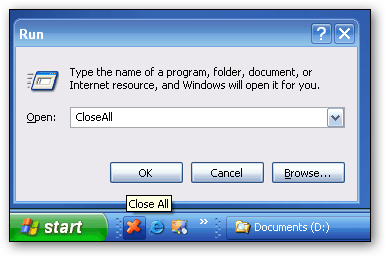 Run
Type the name of a program, folder, document, or
Internet resource, and Windows will open it for you.
Open: CloseAll
OK Cancel Browse...
Close All
start » Documents (D:)